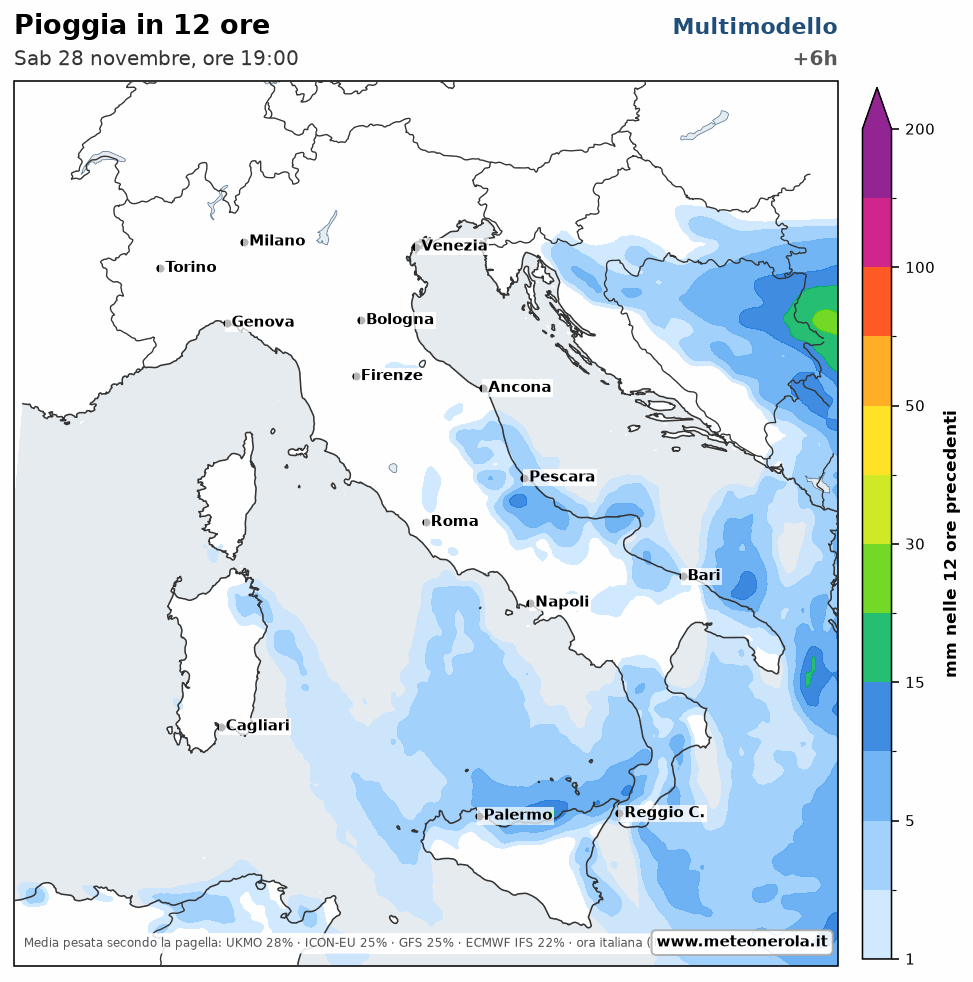 Pioggia in 12 ore
Multimodello
Sab 28 novembre, ore 19:00
+6h
200
Venezia
Milano
Torino
100
Bologna
Genova
Firenze
Ancona
50
Pescara
Roma
30
Bari
Napoli
15
Cagliari
Palermo
Reggio C.
5
mm nelle 12 ore precedenti
Media pesata secondo la pagella: UKMO 28% · ICON-EU 25% · GFS 25% · ECMWF IFS 22% · ora italiana (
www.meteonerola.it
1